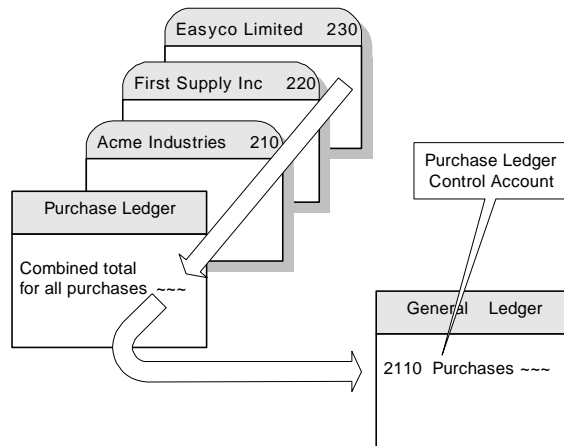 Easyco Limited 230
First Supply Inc 220
Acme Industries 210
Purchase Ledger
Combined total
for all purchases ~~~
Purchase Ledger
Control Account
General Ledger
2110 Purchases ~~~